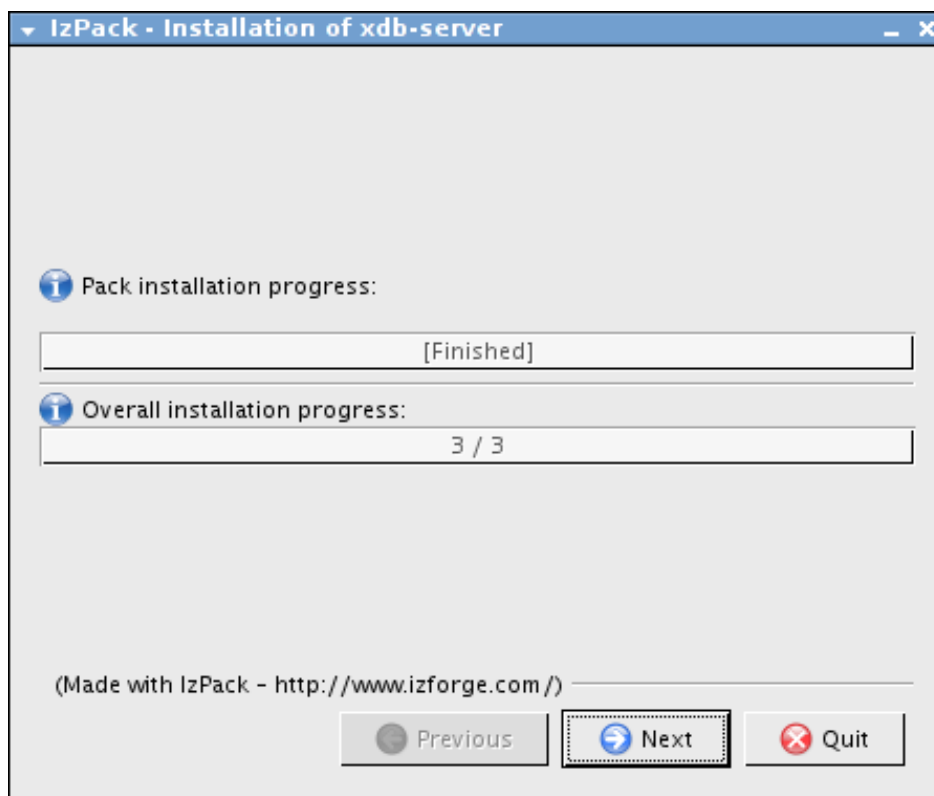 IzPack - Installation of xdb-server
Pack installation progress:
[Finished]
Overall installation progress:
3 / 3
(Made with IzPack - http://www.izforge.com/)
Previous Next Quit